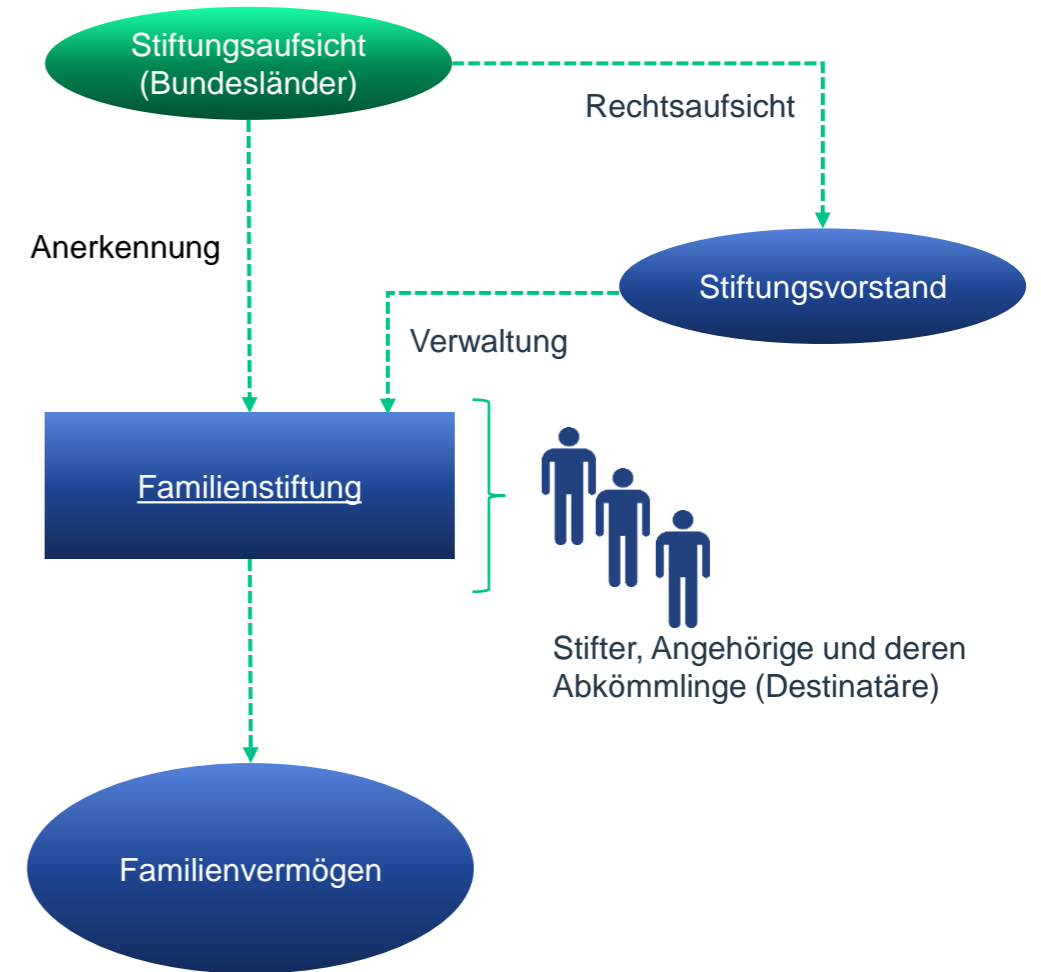 Stiftungsaufsicht
(Bundesländer)
Rechtsaufsicht
Anerkennung
Stiftungsvorstand
Verwaltung
Familienstiftung
Stifter, Angehörige und deren
Abkömmlinge (Destinatäre)
Familienvermögen